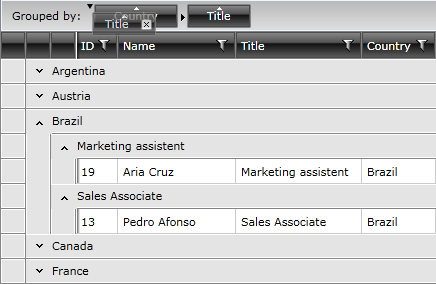 Grouped by: Country Title
Title
ID Name Title Country
Argentina
Austria
Brazil
Marketing assistent
19 Aria Cruz Marketing assistent Brazil
Sales Associate
13 Pedro Afonso Sales Associate Brazil
Canada
France